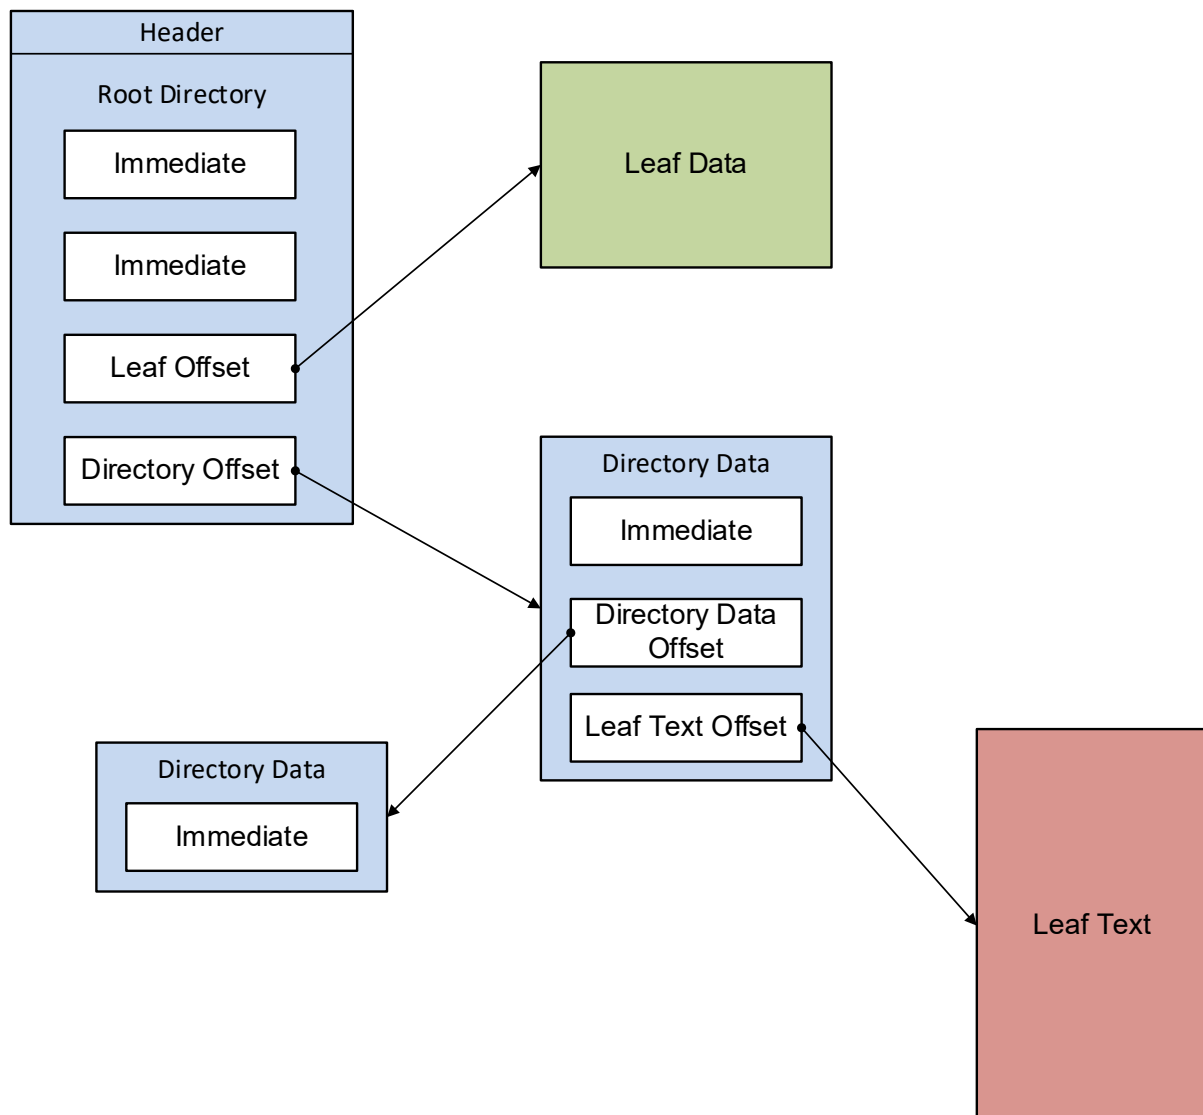 Header
Root Directory
Immediate
Immediate
Leaf Offset
Directory Offset
Leaf Data
Directory Data
Immediate
Directory Data
Offset
Leaf Text Offset
Directory Data
Immediate
Leaf Text